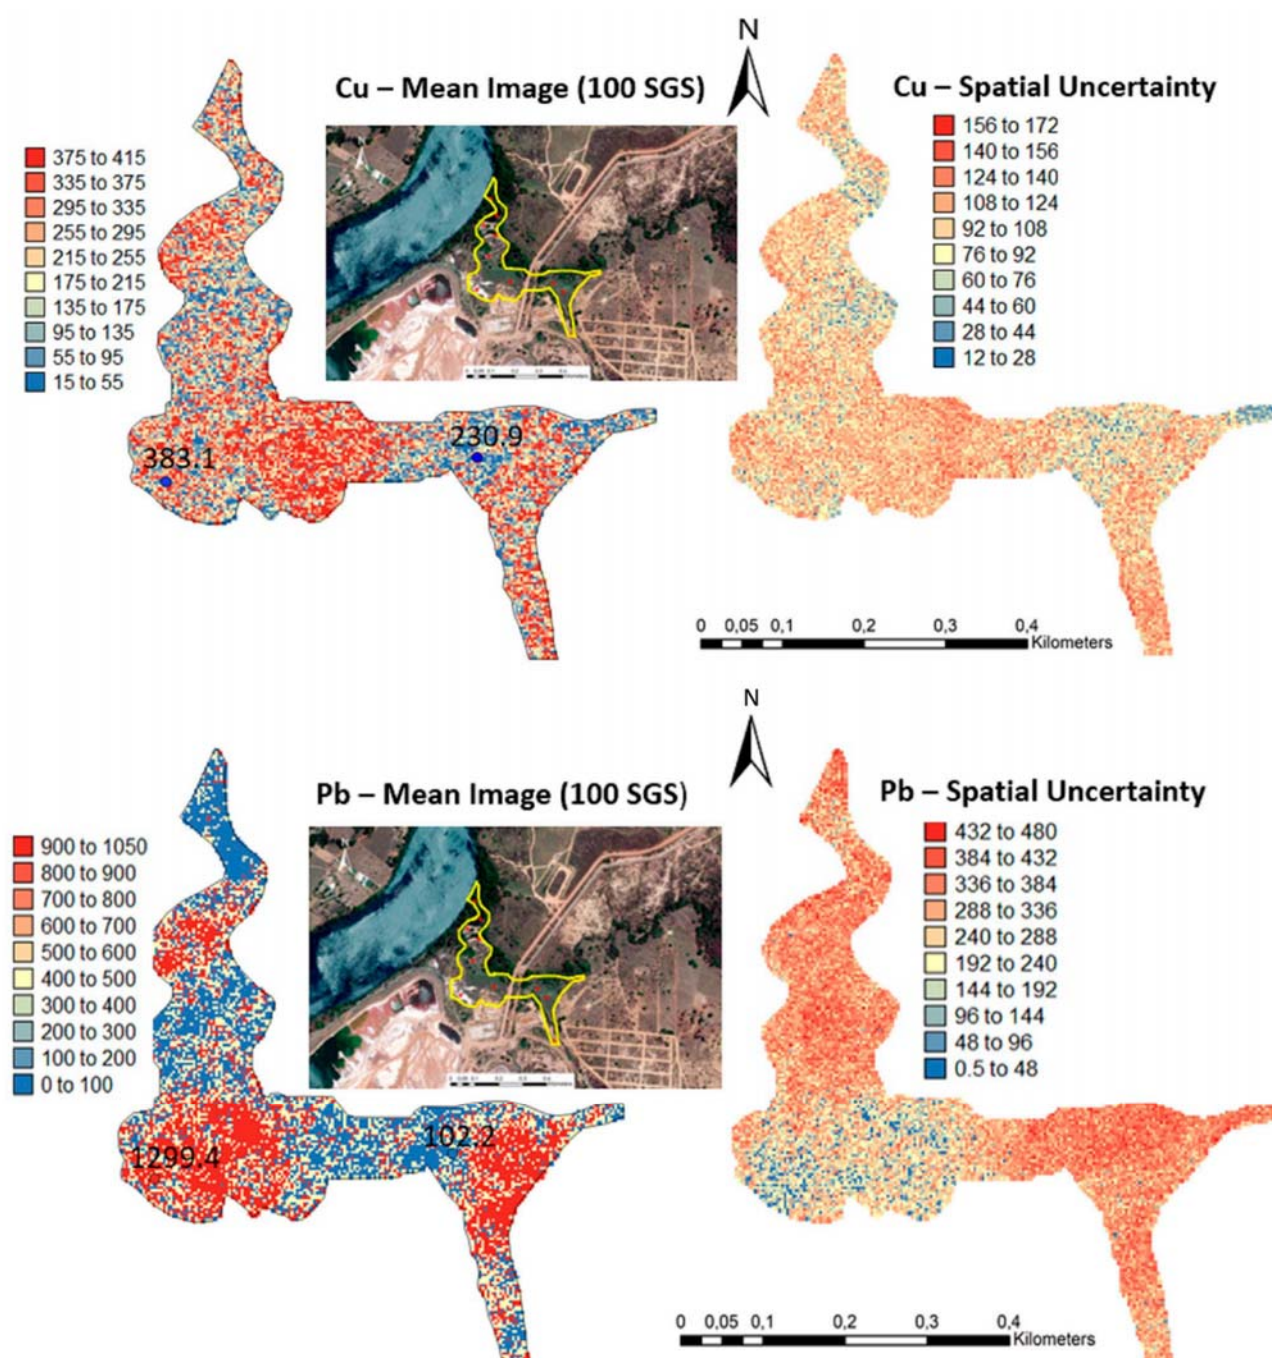 N
Cu – Mean Image (100 SGS)
Cu – Spatial Uncertainty
375 to 415
335 to 375
295 to 335
255 to 295
215 to 255
175 to 215
135 to 175
95 to 135
55 to 95
15 to 55
156 to 172
140 to 156
124 to 140
108 to 124
92 to 108
76 to 92
60 to 76
44 to 60
28 to 44
12 to 28
383.1
230.9
0 0,05 0,1 0,2 0,3 0,4
Kilometers
N
Pb – Mean Image (100 SGS)
Pb – Spatial Uncertainty
900 to 1050
800 to 900
700 to 800
600 to 700
500 to 600
400 to 500
300 to 400
200 to 300
100 to 200
0 to 100
432 to 480
384 to 432
336 to 384
288 to 336
240 to 288
192 to 240
144 to 192
96 to 144
48 to 96
0.5 to 48
1299.4
102.2
0 0,05 0,1 0,2 0,3 0,4
Kilometers